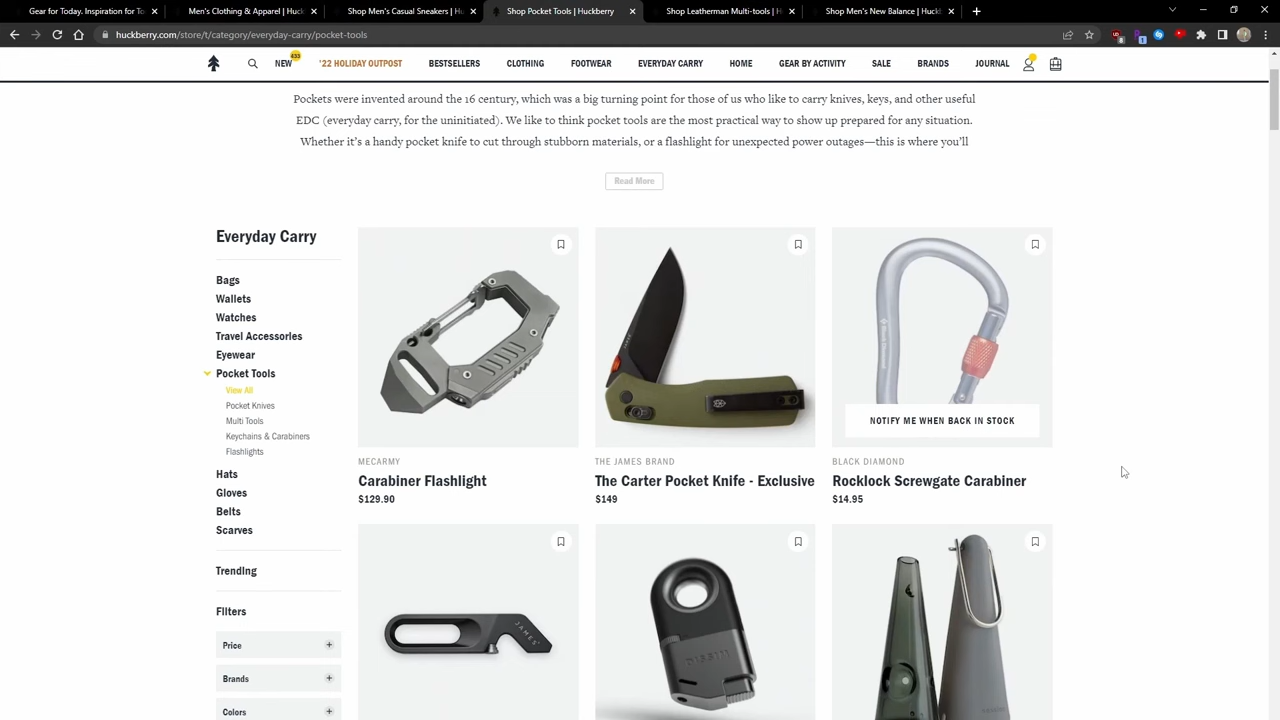 Gear for Today. Inspiration for To
Men's Clothing & Apparel | Huck
Shop Men's Casual Sneakers | Hu
Shop Pocket Tools | Huckberry
Shop Leatherman Multi-tools | Hu
Shop Men's New Balance | Huck
huckberry.com/store/t/category/everyday-carry/pocket-tools
NEW
433
'22 HOLIDAY OUTPOST
BESTSELLERS
CLOTHING
FOOTWEAR
EVERYDAY CARRY
HOME
GEAR BY ACTIVITY
SALE
BRANDS
JOURNAL
Pockets were invented around the 16 century, which was a big turning point for those of us who like to carry knives, keys, and other useful
EDC (everyday carry, for the uninitiated). We like to think pocket tools are the most practical way to show up prepared for any situation.
Whether it's a handy pocket knife to cut through stubborn materials, or a flashlight for unexpected power outages—this is where you'll
Read More
Everyday Carry
Bags
Wallets
Watches
Travel Accessories
Eyewear
Pocket Tools
View All
Pocket Knives
Multi Tools
Keychains & Carabiners
Flashlights
Hats
Gloves
Belts
Scarves
Trending
Filters
Price +
Brands +
Colors +
MECARMY
Carabiner Flashlight
$129.90
THE JAMES BRAND
The Carter Pocket Knife - Exclusive
$149
NOTIFY ME WHEN BACK IN STOCK
BLACK DIAMOND
Rocklock Screwgate Carabiner
$14.95
JAMES
DISSIM